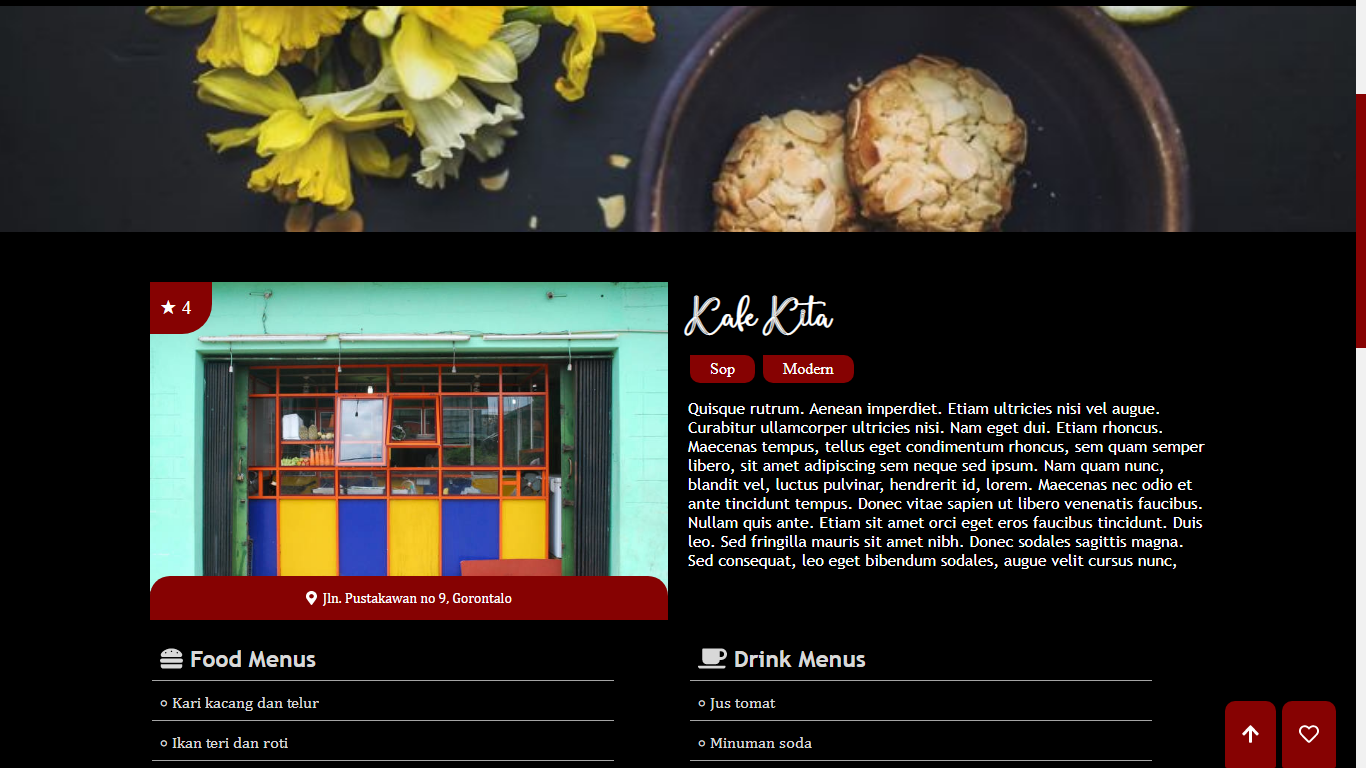 4
Kafe Kita
Sop
Modern
Quisque rutrum. Aenean imperdiet. Etiam ultricies nisi vel augue.
Curabitur ullamcorper ultricies nisi. Nam eget dui. Etiam rhoncus.
Maecenas tempus, tellus eget condimentum rhoncus, sem quam semper
libero, sit amet adipiscing sem neque sed ipsum. Nam quam nunc,
blandit vel, luctus pulvinar, hendrerit id, lorem. Maecenas nec odio et
ante tincidunt tempus. Donec vitae sapien ut libero venenatis faucibus.
Nullam quis ante. Etiam sit amet orci eget eros faucibus tincidunt. Duis
leo. Sed fringilla mauris sit amet nibh. Donec sodales sagittis magna.
Sed consequat, leo eget bibendum sodales, augue velit cursus nunc,
Jln. Pustakawan no 9, Gorontalo
Food Menus
Kari kacang dan telur
Ikan teri dan roti
Drink Menus
Jus tomat
Minuman soda